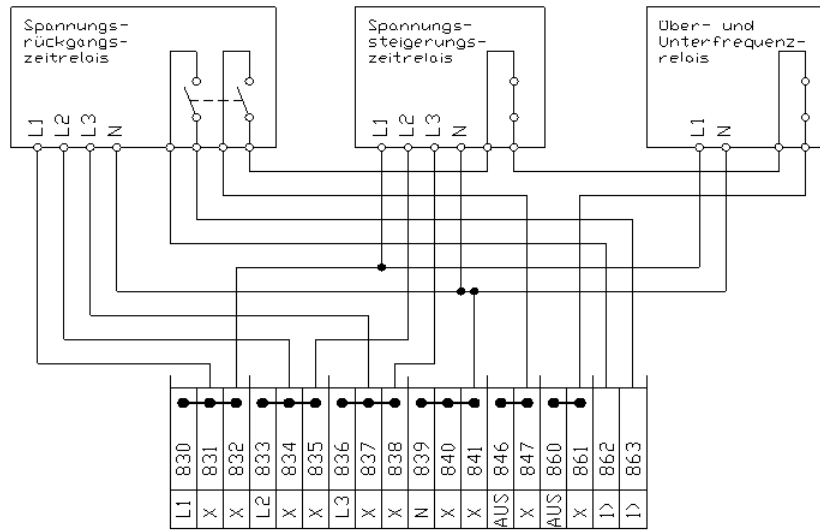 Spannungs-
rückgangs-
zeitrelais
L1 L2 L3 N
Spannungs-
steigerungs-
zeitrelais
L1 L2 L3 N
Über- und
Unterfrequenz-
relais
L1 N
830 831 832 833 834 835 836 837 838 839 840 841 846 847 860 861 862 863
L1 X X L2 X X L3 X X N X X AUS X AUS X I> I>